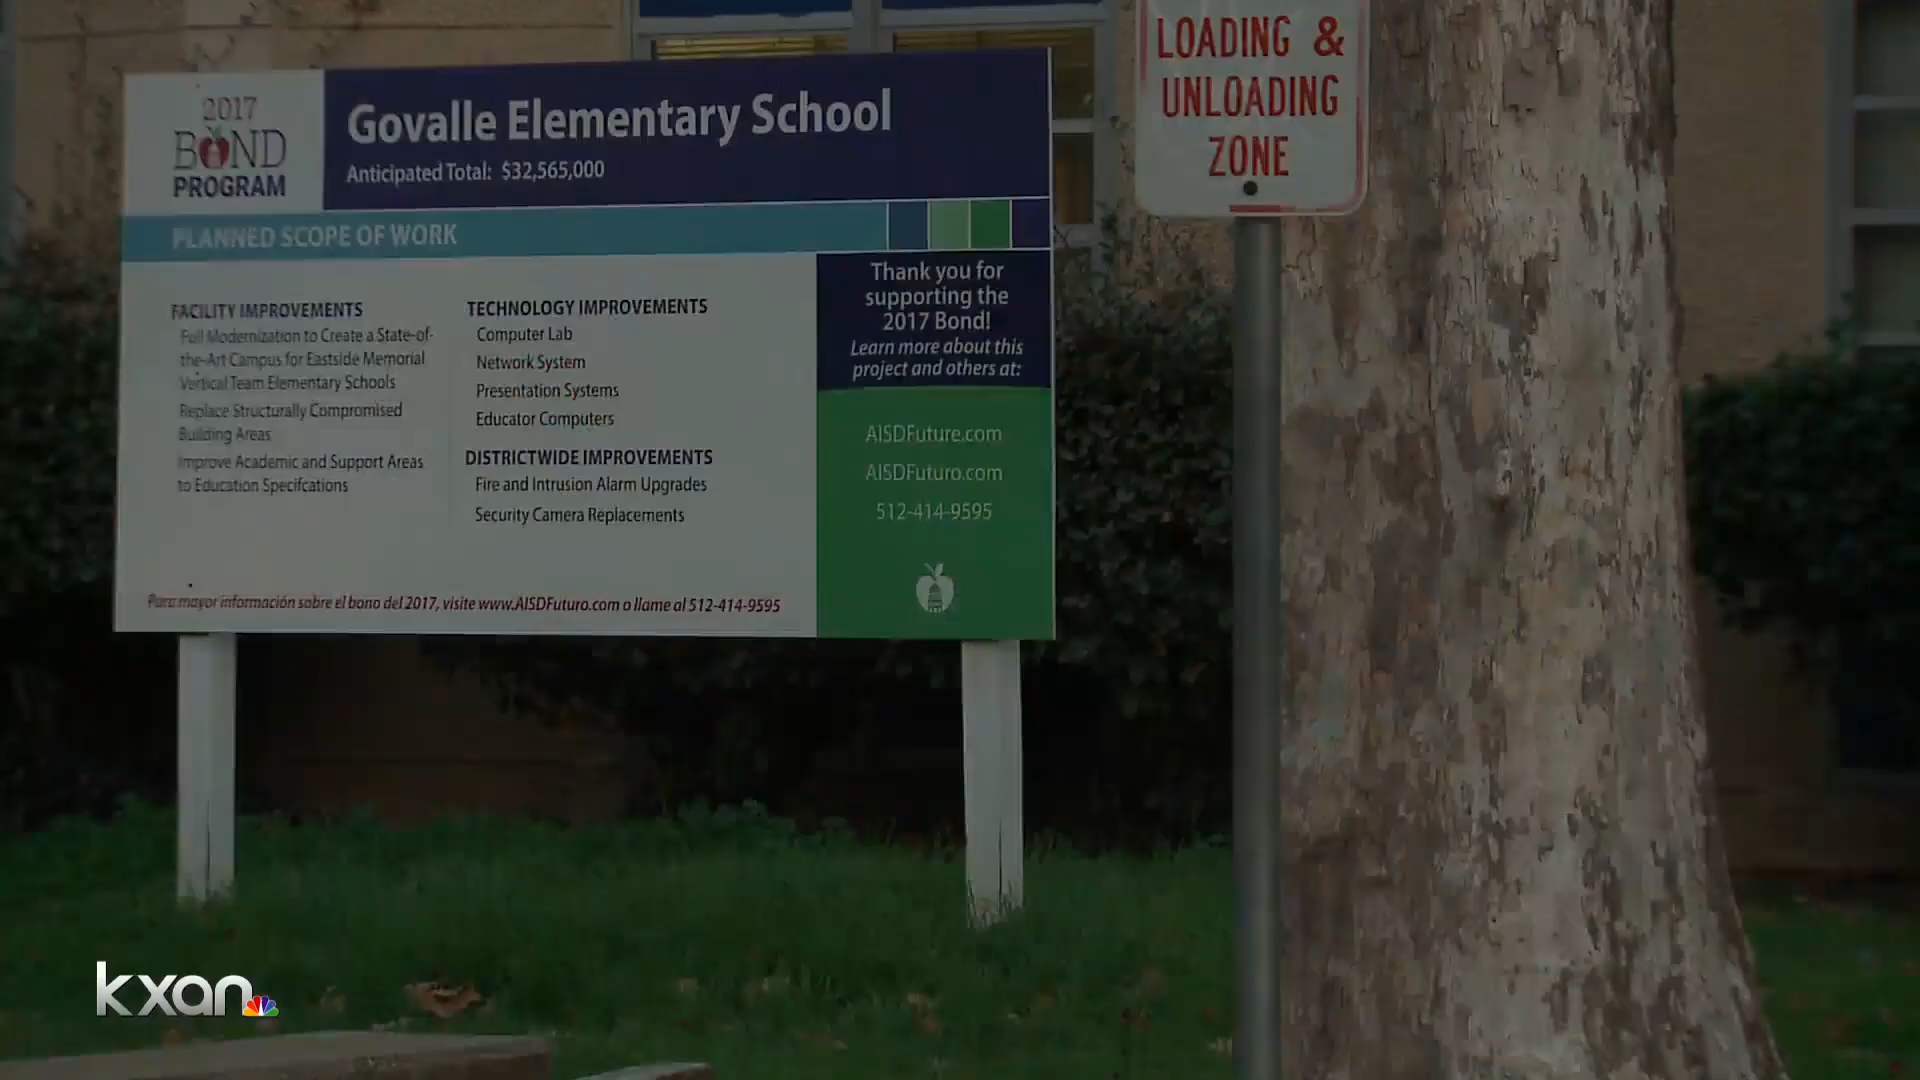 2017
BOND
PROGRAM
Govalle Elementary School
Anticipated Total: $32,565,000
PLANNED SCOPE OF WORK
FACILITY IMPROVEMENTS
Full Modernization to Create a State-of-
the-Art Campus for Eastside Memorial
Vertical Team Elementary Schools
Replace Structurally Compromised
Building Areas
Improve Academic and Support Areas
to Education Specifcations
TECHNOLOGY IMPROVEMENTS
Computer Lab
Network System
Presentation Systems
Educator Computers
DISTRICTWIDE IMPROVEMENTS
Fire and Intrusion Alarm Upgrades
Security Camera Replacements
Thank you for
supporting the
2017 Bond!
Learn more about this
project and others at:
AISDFuture.com
AISDFuturo.com
512-414-9595
Para mayor información sobre el bono del 2017, visite www.AISDFuturo.com o llame al 512-414-9595
LOADING &
UNLOADING
ZONE
kxan